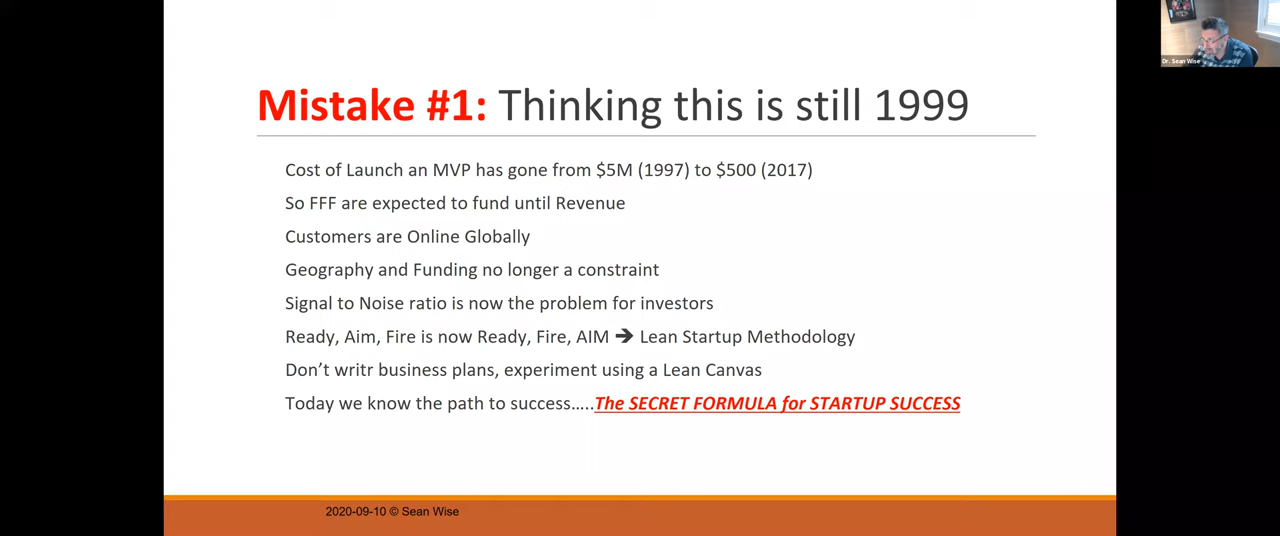 Dr. Sean Wise
Mistake #1: Thinking this is still 1999
Cost of Launch an MVP has gone from $5M (1997) to $500 (2017)
So FFF are expected to fund until Revenue
Customers are Online Globally
Geography and Funding no longer a constraint
Signal to Noise ratio is now the problem for investors
Ready, Aim, Fire is now Ready, Fire, AIM ➔ Lean Startup Methodology
Don’t writr business plans, experiment using a Lean Canvas
Today we know the path to success…..The SECRET FORMULA for STARTUP SUCCESS
2020-09-10 © Sean Wise